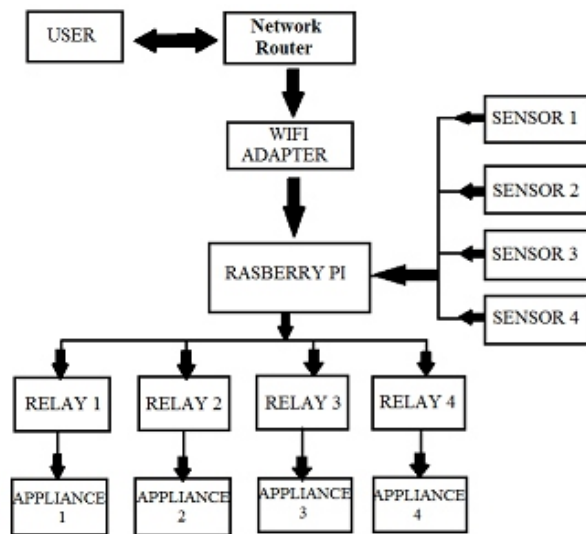 USER
Network
Router
WIFI
ADAPTER
SENSOR 1
SENSOR 2
SENSOR 3
SENSOR 4
RASBERRY PI
RELAY 1
RELAY 2
RELAY 3
RELAY 4
APPLIANCE
1
APPLIANCE
2
APPLIANCE
3
APPLIANCE
4